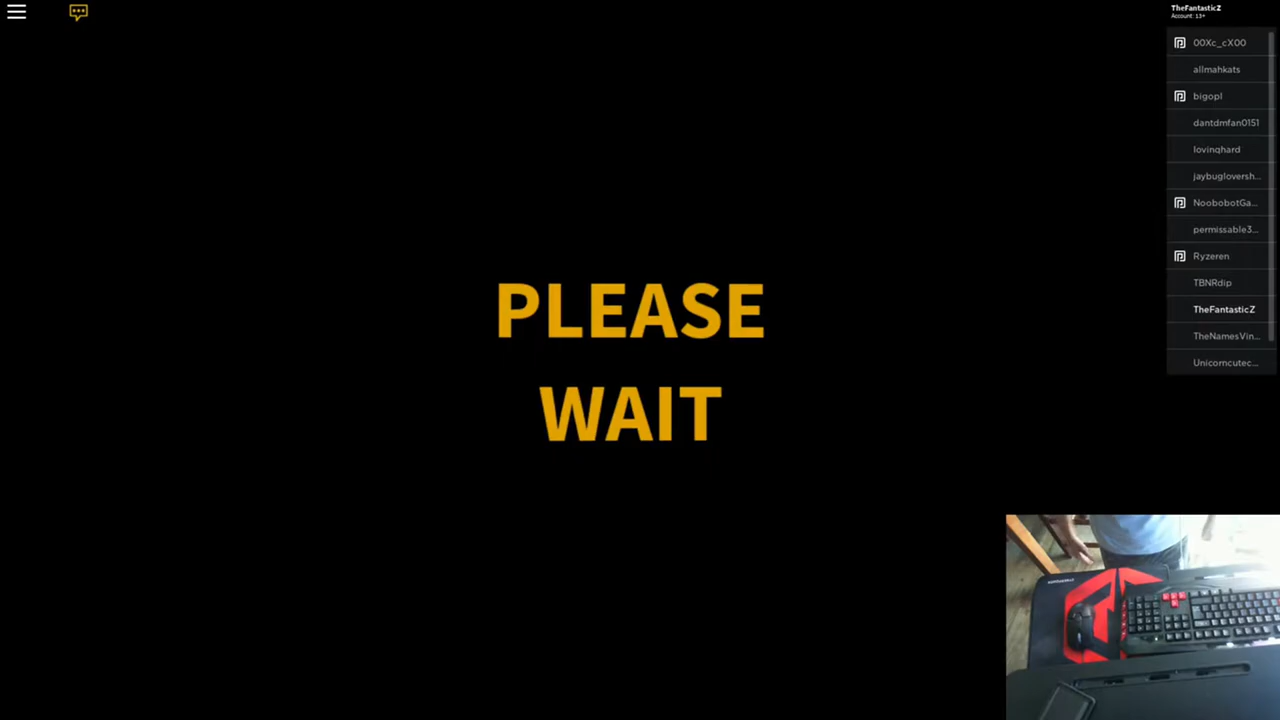 TheFantasticZ
Account: 13+
00Xc_cX00
allmahkats
bigopl
dantdmfan0151
lovinghard
jaybugloversh...
NoobobotGa...
permissable3...
Ryzeren
TBNRdip
TheFantasticZ
TheNamesVin...
Unicorncutec...
PLEASE
WAIT